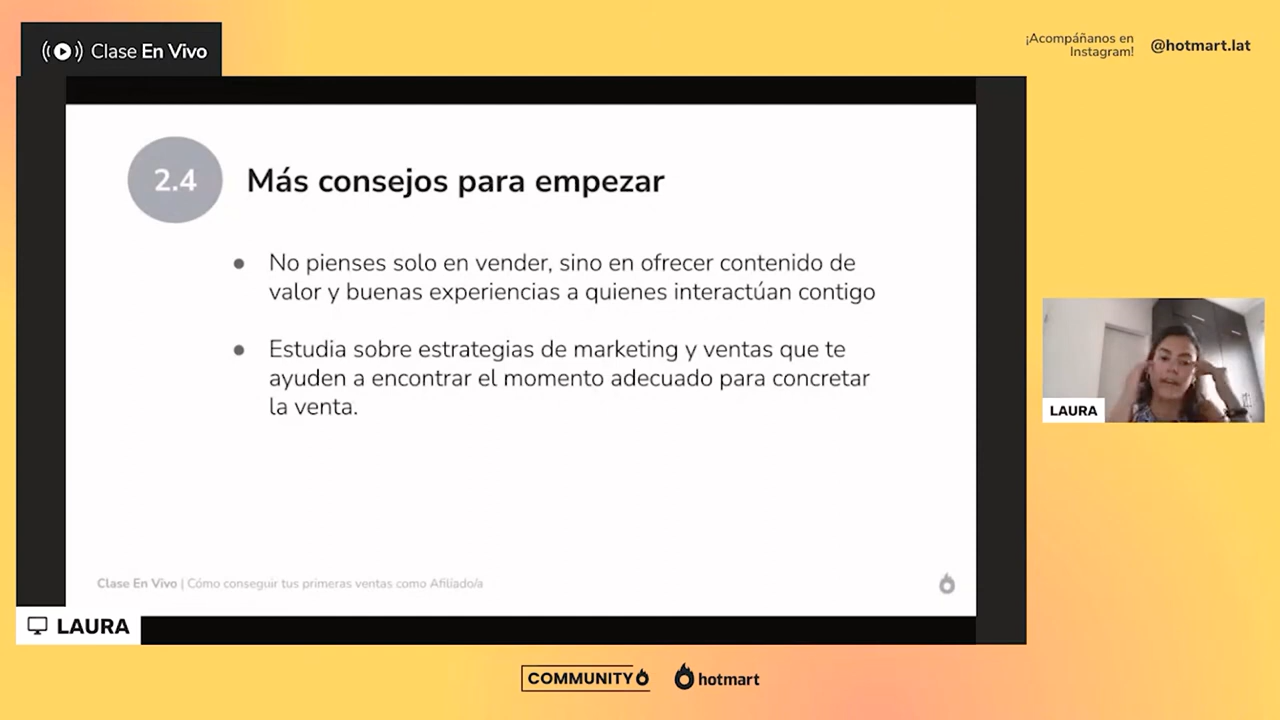 Clase En Vivo
¡Acompáñanos en
Instagram!
@hotmart.lat
2.4
Más consejos para empezar
● No pienses solo en vender, sino en ofrecer contenido de
valor y buenas experiencias a quienes interactúan contigo
● Estudia sobre estrategias de marketing y ventas que te
ayuden a encontrar el momento adecuado para concretar
la venta.
LAURA
Clase En Vivo | Cómo conseguir tus primeras ventas como Afiliado/a
LAURA
COMMUNITY
hotmart